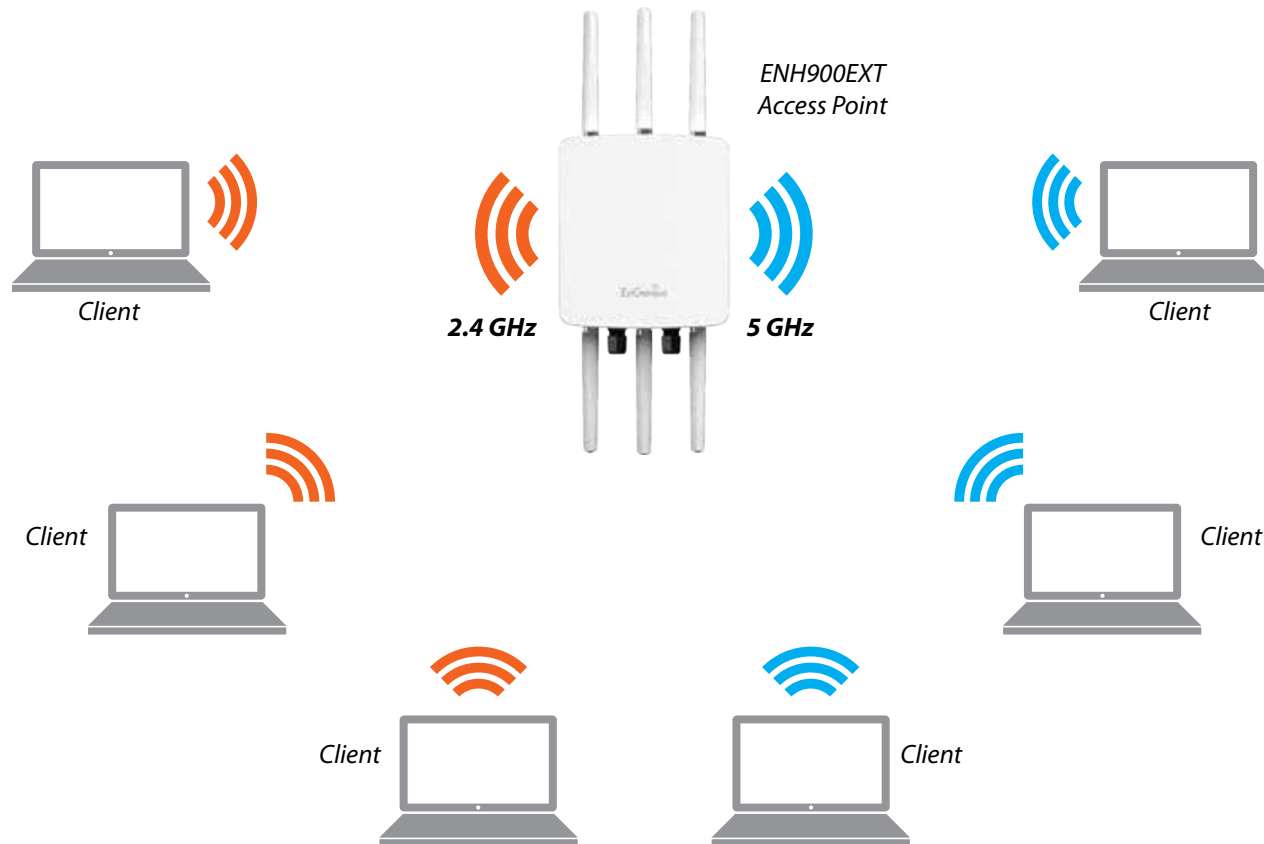 ENH900EXT
Access Point
Client
2.4 GHz
5 GHz
Client
Client
Client
Client
Client